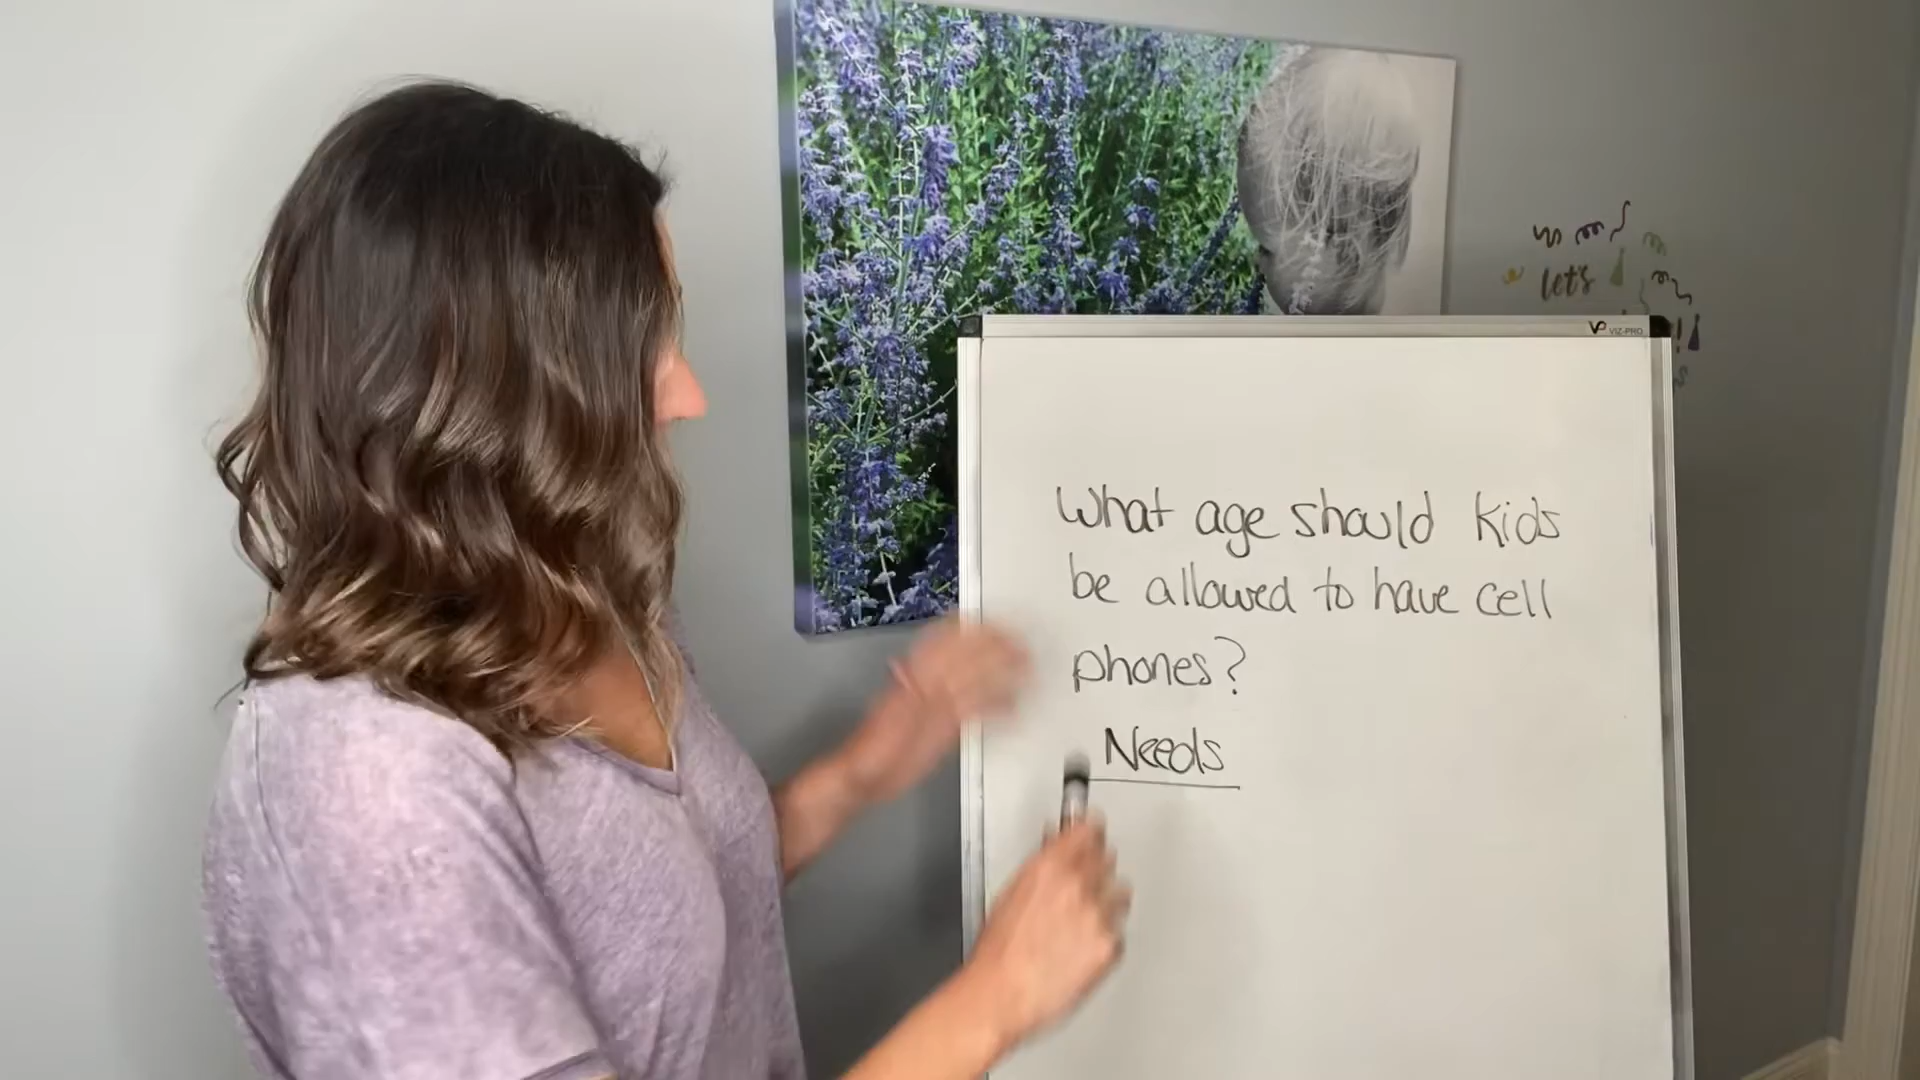 let's
VIZ-PRO
What age should kids
be allowed to have cell
phones?
Needs